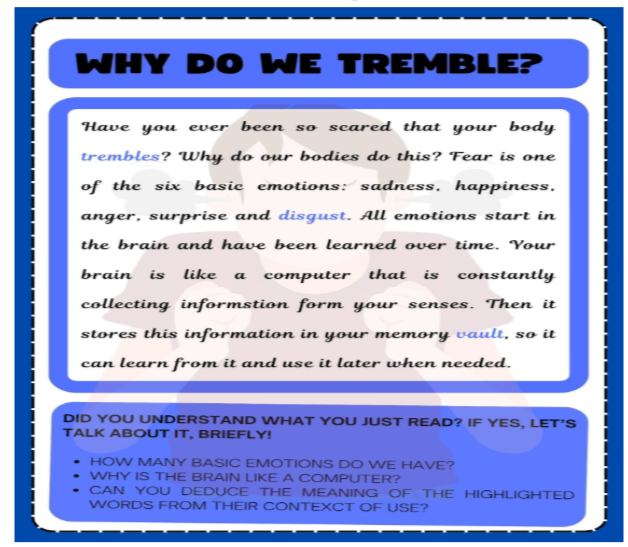 WHY DO WE TREMBLE?
Have you ever been so scared that your body
trembles? Why do our bodies do this? Fear is one
of the six basic emotions: sadness, happiness,
anger, surprise and disgust. All emotions start in
the brain and have been learned over time. Your
brain is like a computer that is constantly
collecting informstion form your senses. Then it
stores this information in your memory vault, so it
can learn from it and use it later when needed.
DID YOU UNDERSTAND WHAT YOU JUST READ? IF YES, LET'S
TALK ABOUT IT, BRIEFLY!
• HOW MANY BASIC EMOTIONS DO WE HAVE?
• WHY IS THE BRAIN LIKE A COMPUTER?
• CAN YOU DEDUCE THE MEANING OF THE HIGHLIGHTED
WORDS FROM THEIR CONTEXCT OF USE?